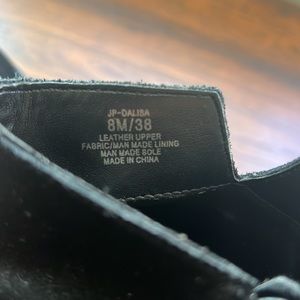 JP-DALISA
8M/38
LEATHER UPPER
FABRIC/MAN MADE LINING
MAN MADE SOLE
MADE IN CHINA